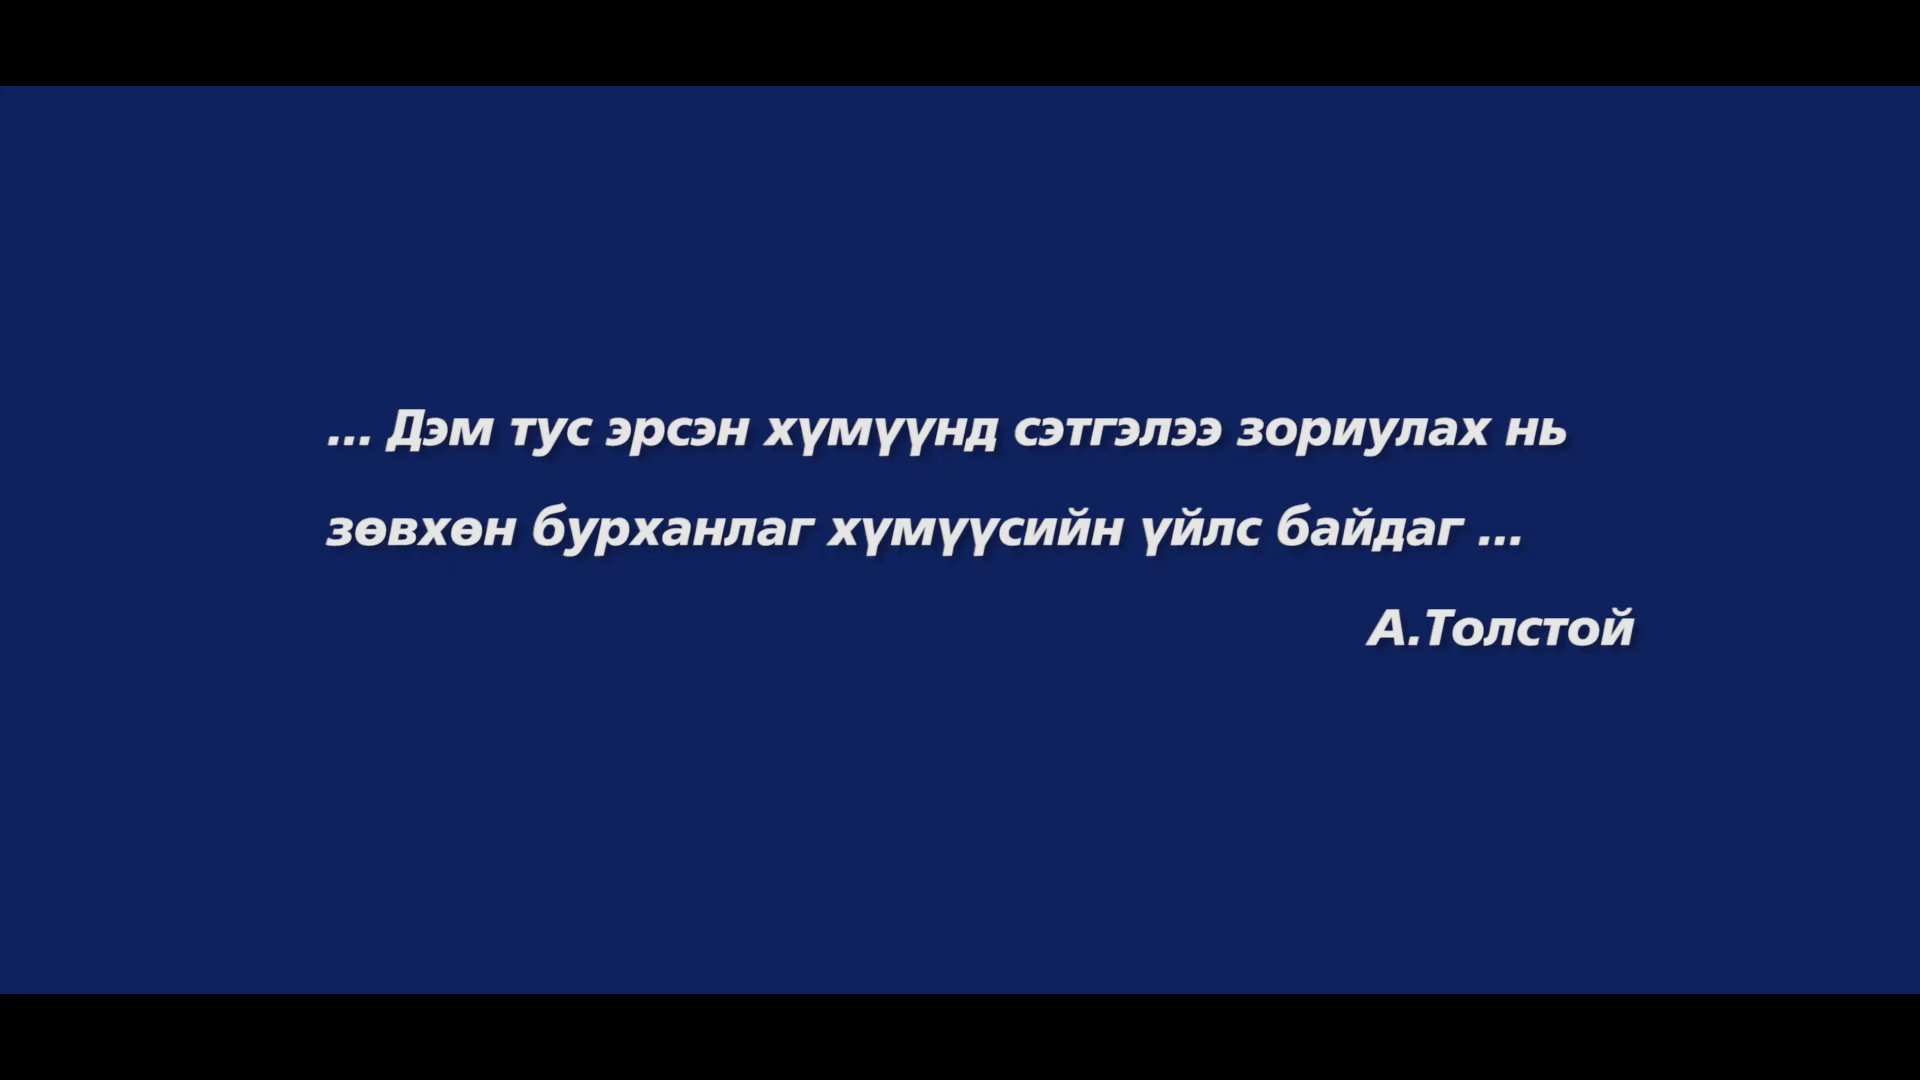 ... Дэм тус эрсэн хүмүүнд сэтгэлээ зориулах нь
зөвхөн бурханлаг хүмүүсийн үйлс байдаг ...
А.Толстой